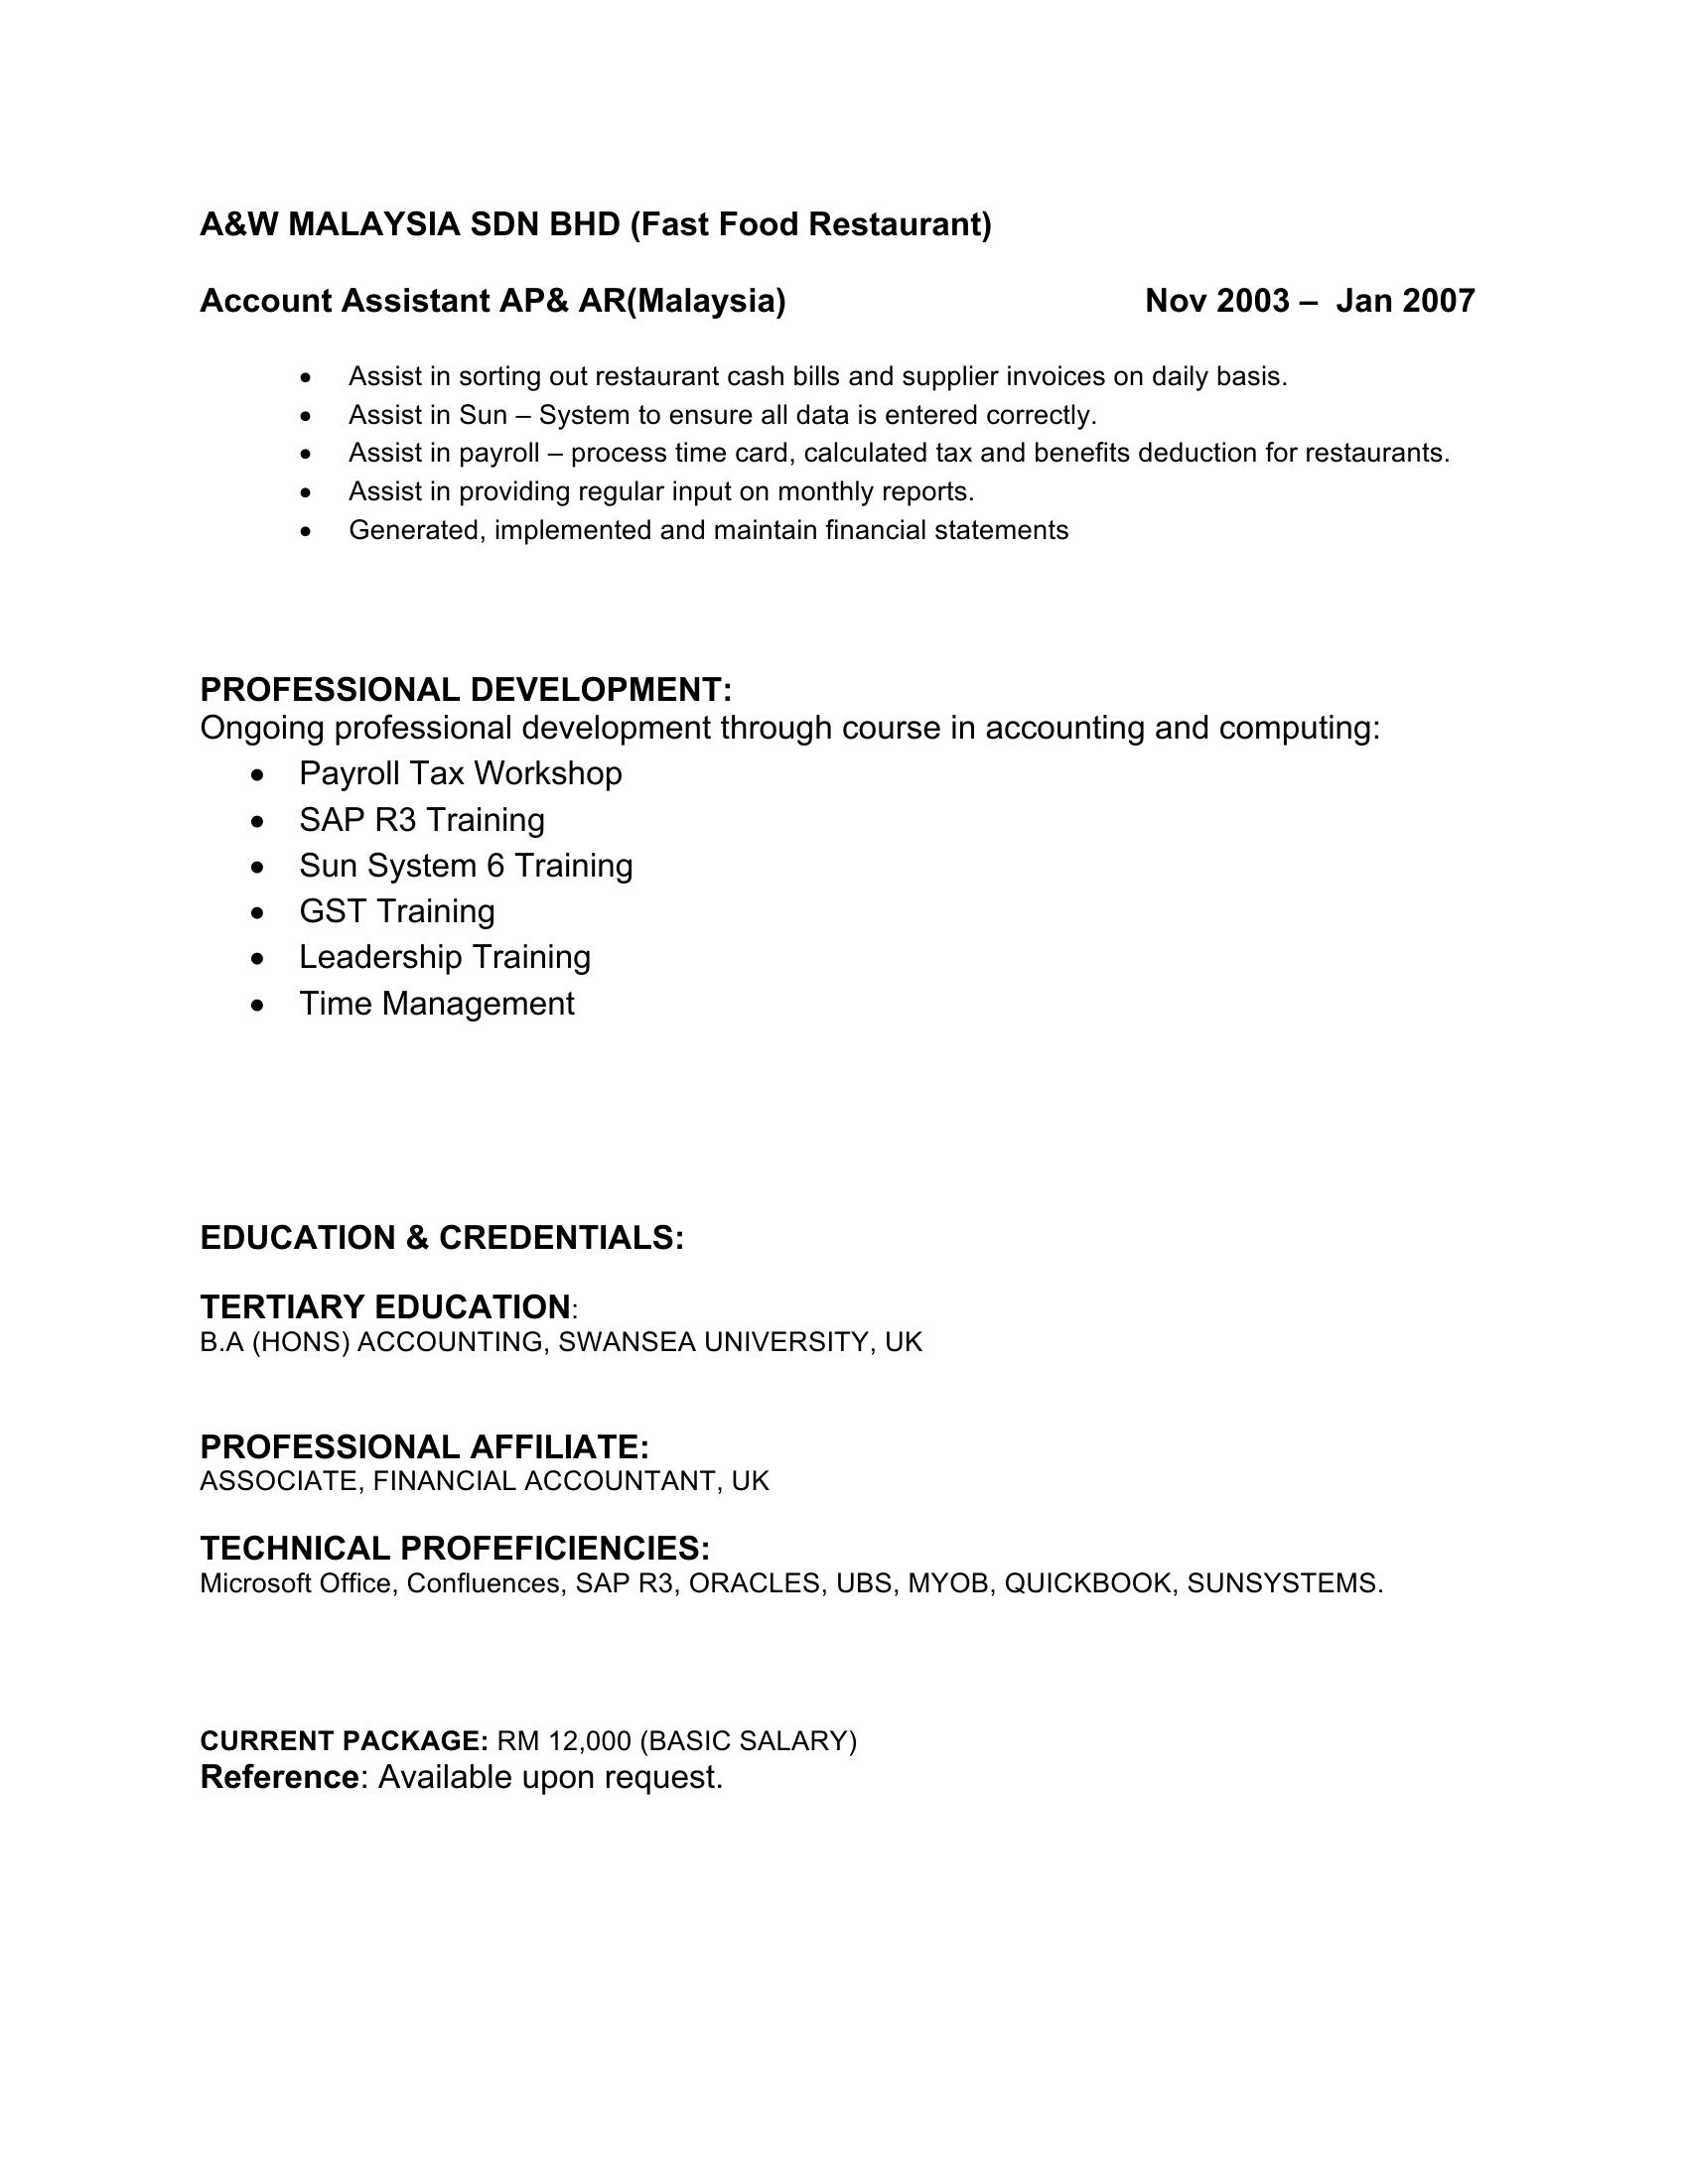 A&W MALAYSIA SDN BHD (Fast Food Restaurant)
Account Assistant AP& AR(Malaysia) Nov 2003 – Jan 2007
• Assist in sorting out restaurant cash bills and supplier invoices on daily basis.
• Assist in Sun – System to ensure all data is entered correctly.
• Assist in payroll – process time card, calculated tax and benefits deduction for restaurants.
• Assist in providing regular input on monthly reports.
• Generated, implemented and maintain financial statements
PROFESSIONAL DEVELOPMENT:
Ongoing professional development through course in accounting and computing:
• Payroll Tax Workshop
• SAP R3 Training
• Sun System 6 Training
• GST Training
• Leadership Training
• Time Management
EDUCATION & CREDENTIALS:
TERTIARY EDUCATION:
B.A (HONS) ACCOUNTING, SWANSEA UNIVERSITY, UK
PROFESSIONAL AFFILIATE:
ASSOCIATE, FINANCIAL ACCOUNTANT, UK
TECHNICAL PROFEFICIENCIES:
Microsoft Office, Confluences, SAP R3, ORACLES, UBS, MYOB, QUICKBOOK, SUNSYSTEMS.
CURRENT PACKAGE: RM 12,000 (BASIC SALARY)
Reference: Available upon request.